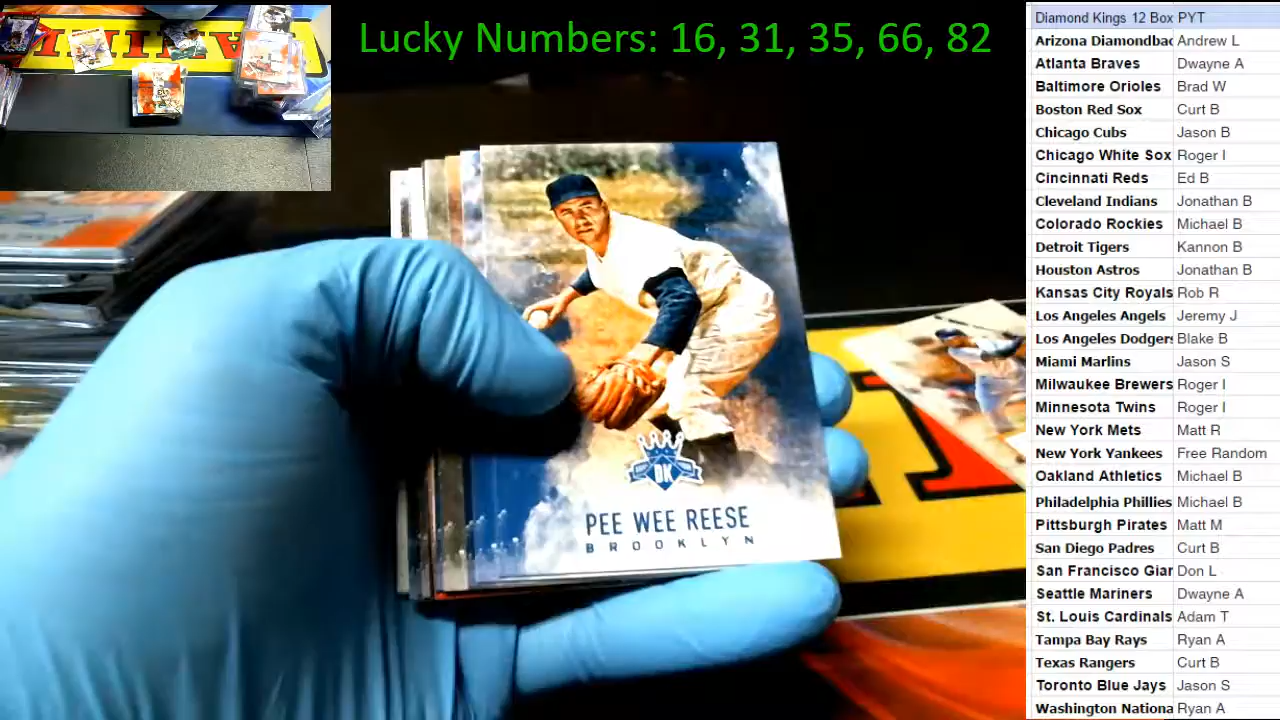 Lucky Numbers: 16, 31, 35, 66, 82
DK
PEE WEE REESE
BROOKLYN
Diamond Kings 12 Box PYT
Arizona Diamondbac Andrew L
Atlanta Braves Dwayne A
Baltimore Orioles Brad W
Boston Red Sox Curt B
Chicago Cubs Jason B
Chicago White Sox Roger I
Cincinnati Reds Ed B
Cleveland Indians Jonathan B
Colorado Rockies Michael B
Detroit Tigers Kannon B
Houston Astros Jonathan B
Kansas City Royals Rob R
Los Angeles Angels Jeremy J
Los Angeles Dodgers Blake B
Miami Marlins Jason S
Milwaukee Brewers Roger I
Minnesota Twins Roger I
New York Mets Matt R
New York Yankees Free Random
Oakland Athletics Michael B
Philadelphia Phillies Michael B
Pittsburgh Pirates Matt M
San Diego Padres Curt B
San Francisco Gian Don L
Seattle Mariners Dwayne A
St. Louis Cardinals Adam T
Tampa Bay Rays Ryan A
Texas Rangers Curt B
Toronto Blue Jays Jason S
Washington Nationa Ryan A